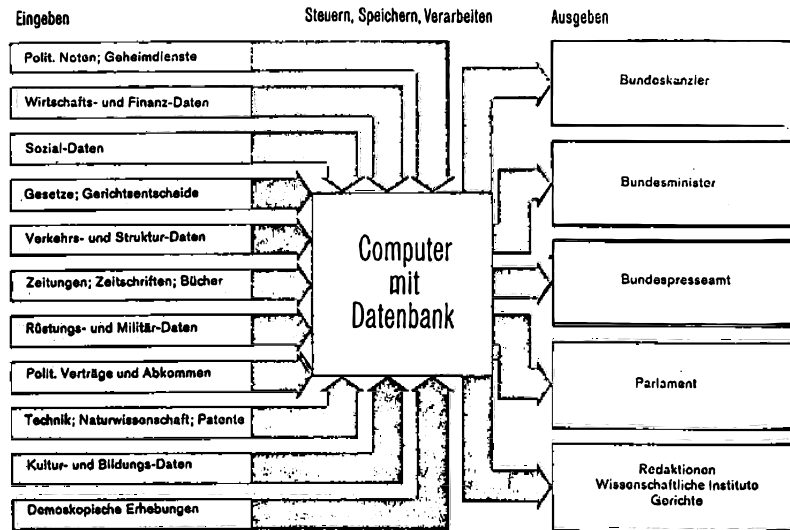 Eingeben
Steuern, Speichern, Verarbeiten
Ausgeben
Polit. Noten; Geheimdienste
Wirtschafts- und Finanz-Daten
Sozial-Daten
Gesetze; Gerichtsentscheide
Verkehrs- und Struktur-Daten
Zeitungen; Zeitschriften; Bücher
Rüstungs- und Militär-Daten
Polit. Verträge und Abkommen
Technik; Naturwissenschaft; Patente
Kultur- und Bildungs-Daten
Demoskopische Erhebungen
Computer
mit
Datenbank
Bundeskanzler
Bundesminister
Bundespresseamt
Parlament
Redaktionen
Wissenschaftliche Institute
Gerichte